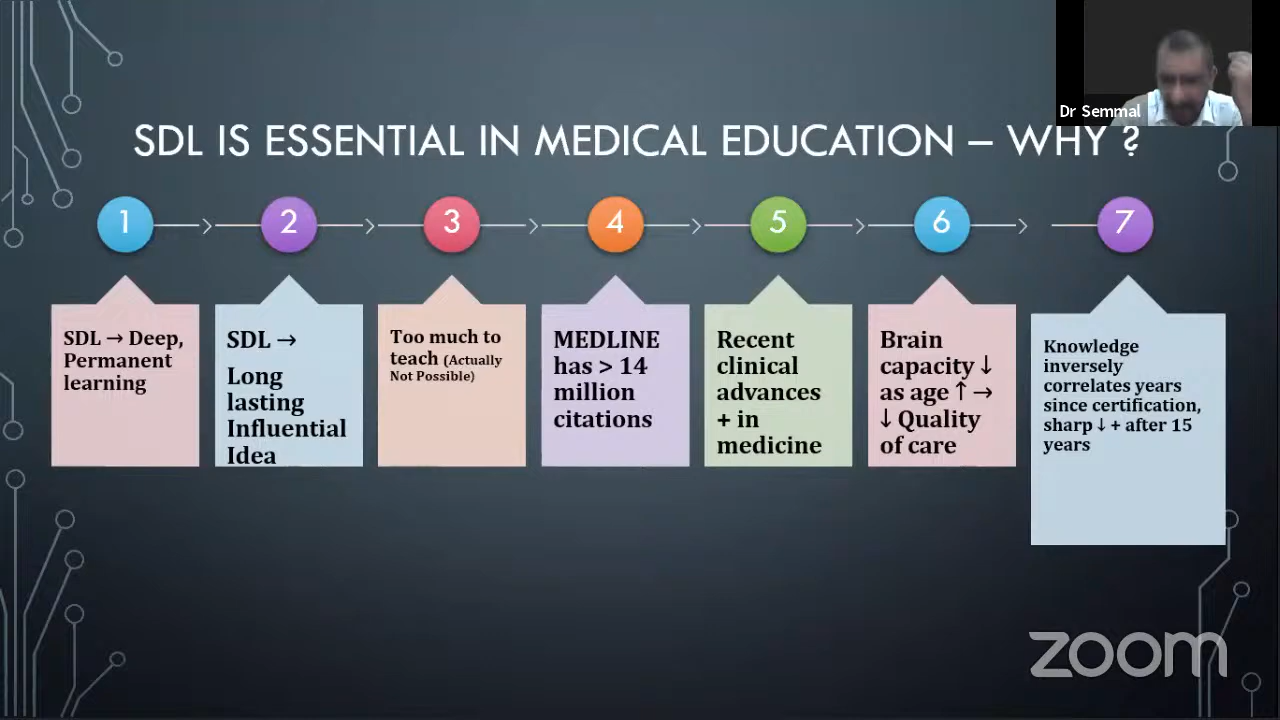 Dr Semmal
SDL IS ESSENTIAL IN MEDICAL EDUCATION – WHY ?
1
2
3
4
5
6
7
SDL → Deep,
Permanent
learning
SDL →
Long
lasting
Influential
Idea
Too much to
teach (Actually
Not Possible)
MEDLINE
has > 14
million
citations
Recent
clinical
advances
+ in
medicine
Brain
capacity ↓
as age ↑ →
↓ Quality
of care
Knowledge
inversely
correlates years
since certification,
sharp ↓ + after 15
years
zoom